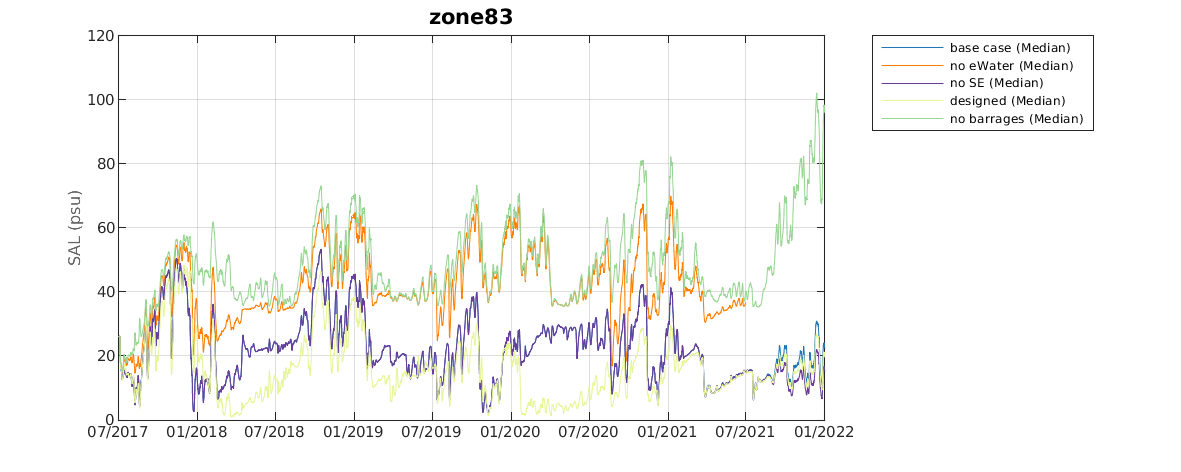 zone83
120
100
80
60
40
20
0
SAL (psu)
07/2017 01/2018 07/2018 01/2019 07/2019 01/2020 07/2020 01/2021 07/2021 01/2022
base case (Median)
no eWater (Median)
no SE (Median)
designed (Median)
no barrages (Median)